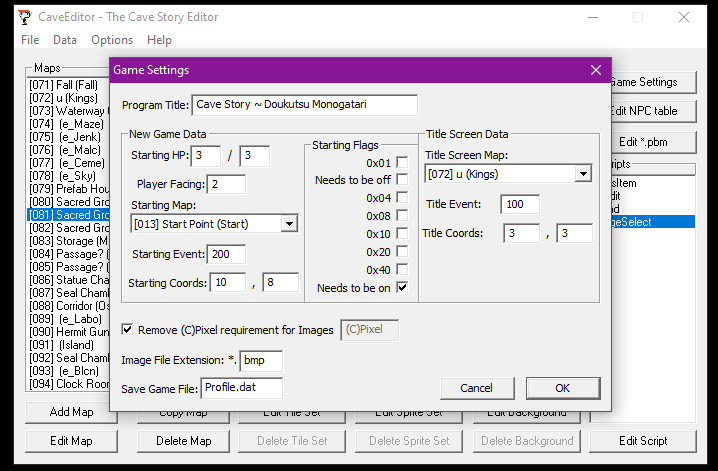 CaveEditor - The Cave Story Editor
File Data Options Help
Maps
[071] Fall (Fall)
[072] u (Kings)
[073] Waterway
[074] (e_Maze)
[075] (e_Jenk)
[076] (e_Malc)
[077] (e_Ceme)
[078] (e_Sky)
[079] Prefab Hou
[080] Sacred Gro
[081] Sacred Gro
[082] Sacred Gro
[083] Storage (M
[084] Passage? (
[085] Passage? (
[086] Statue Cham
[087] Seal Chamb
[088] Corridor (Os
[089] (e_Labo)
[090] Hermit Gun
[091] (Island)
[092] Seal Chamb
[093] (e_Blcn)
[094] Clock Room
Game Settings
Program Title: Cave Story ~ Doukutsu Monogatari
New Game Data
Starting HP: 3 / 3
Player Facing: 2
Starting Map:
[013] Start Point (Start)
Starting Event: 200
Starting Coords: 10 , 8
Starting Flags
0x01
Needs to be off
0x04
0x08
0x10
0x20
0x40
Needs to be on
Title Screen Data
Title Screen Map:
[072] u (Kings)
Title Event: 100
Title Coords: 3 , 3
Remove (C)Pixel requirement for Images (C)Pixel
Image File Extension: *. bmp
Save Game File: Profile.dat
Cancel OK
Game Settings
Edit NPC table
Edit *.pbm
ripts
sItem
dit
nd
geSelect
Add Map Copy Map Edit Tile Set Edit Sprite Set Edit Background
Edit Map Delete Map Delete Tile Set Delete Sprite Set Delete Background Edit Script